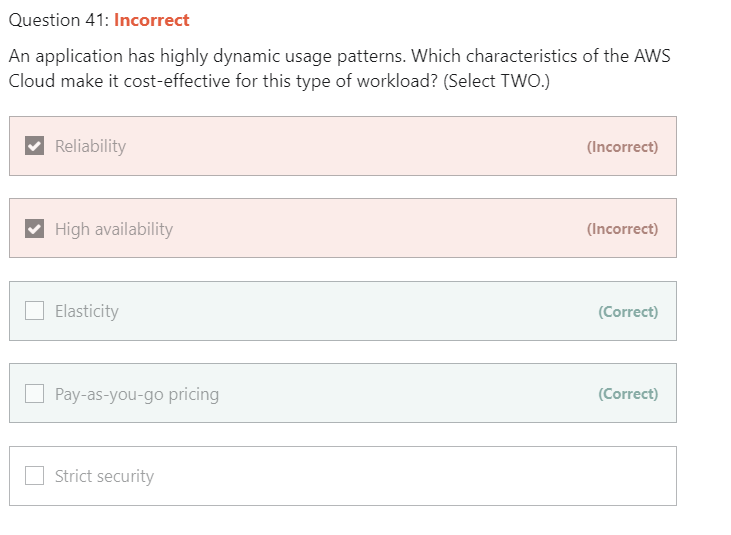 Question 41: Incorrect
An application has highly dynamic usage patterns. Which characteristics of the AWS
Cloud make it cost-effective for this type of workload? (Select TWO.)
Reliability (Incorrect)
High availability (Incorrect)
Elasticity (Correct)
Pay-as-you-go pricing (Correct)
Strict security